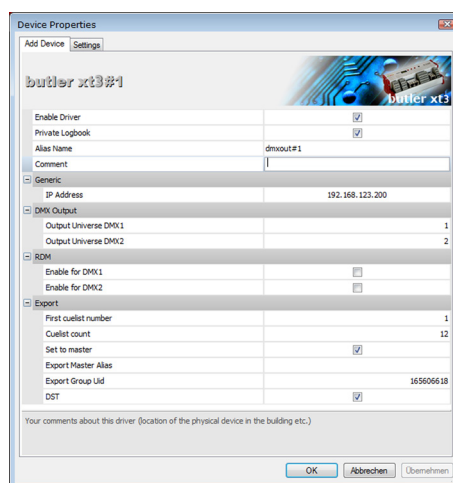 Device Properties
Add Device Settings
butler xt3#1
butler xt3
Enable Driver
Private Logbook
Alias Name dmxout#1
Comment
Generic
IP Address 192.168.123.200
DMX Output
Output Universe DMX1 1
Output Universe DMX2 2
RDM
Enable for DMX1
Enable for DMX2
Export
First cuelist number 1
Cuelist count 12
Set to master
Export Master Alias
Export Group Uid 165606618
DST
Your comments about this driver (location of the physical device in the building etc.)
OK Abbrechen Übernehmen